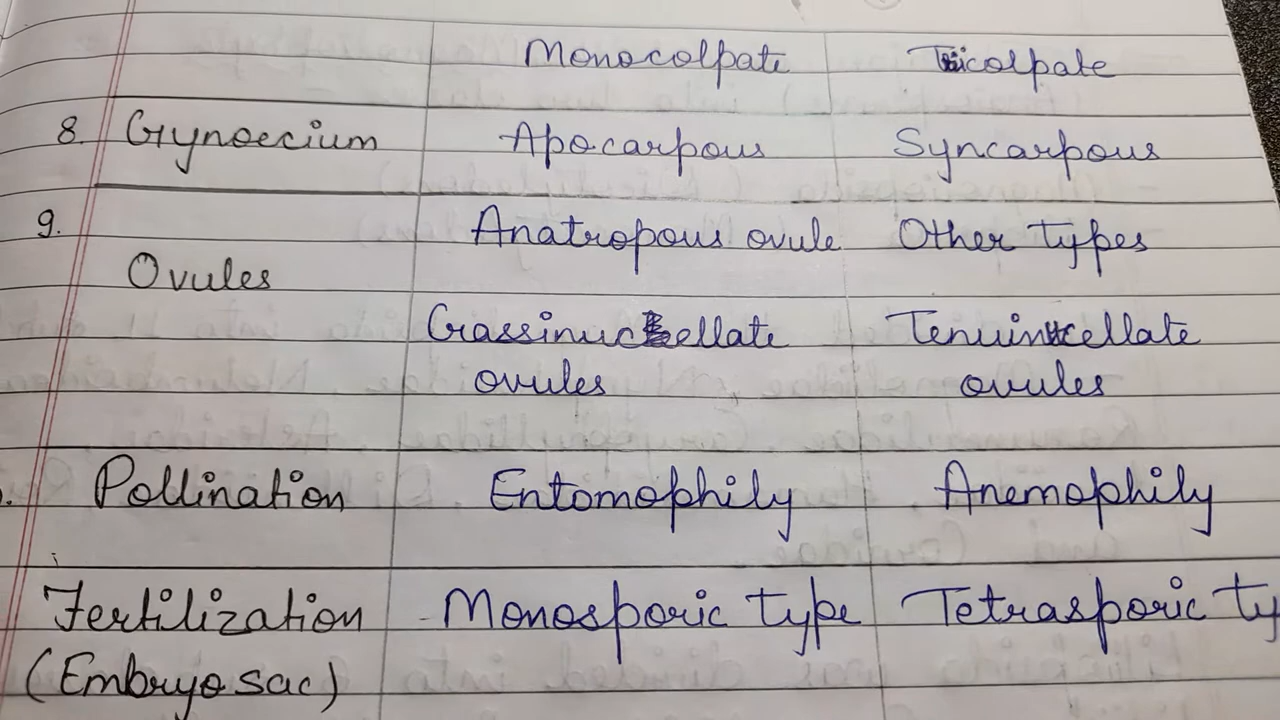 Monocolpate Tricolpate
8. Gynoecium Apocarpous Syncarpous
9. Anatropous ovule Other types
Ovules
Crassinucellate Tenuinucellate
ovules ovules
Pollination Entomophily Anemophily
Fertilization Monosporic type Tetrasporic ty
(Embryo sac)